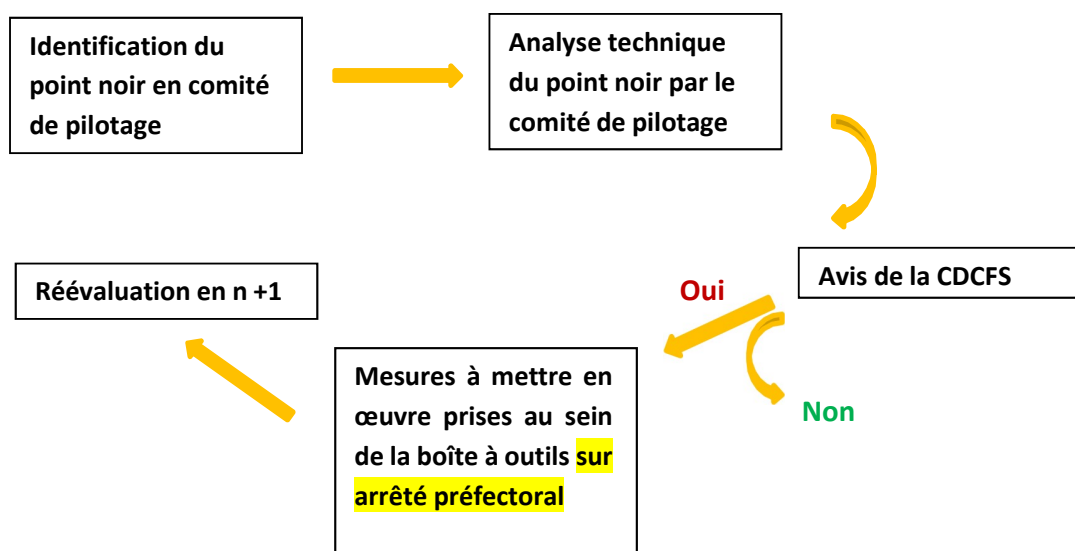 Identification du
point noir en comité
de pilotage
Analyse technique
du point noir par le
comité de pilotage
Avis de la CDCFS
Oui
Non
Mesures à mettre en
œuvre prises au sein
de la boîte à outils sur
arrêté préfectoral
Réévaluation en n +1